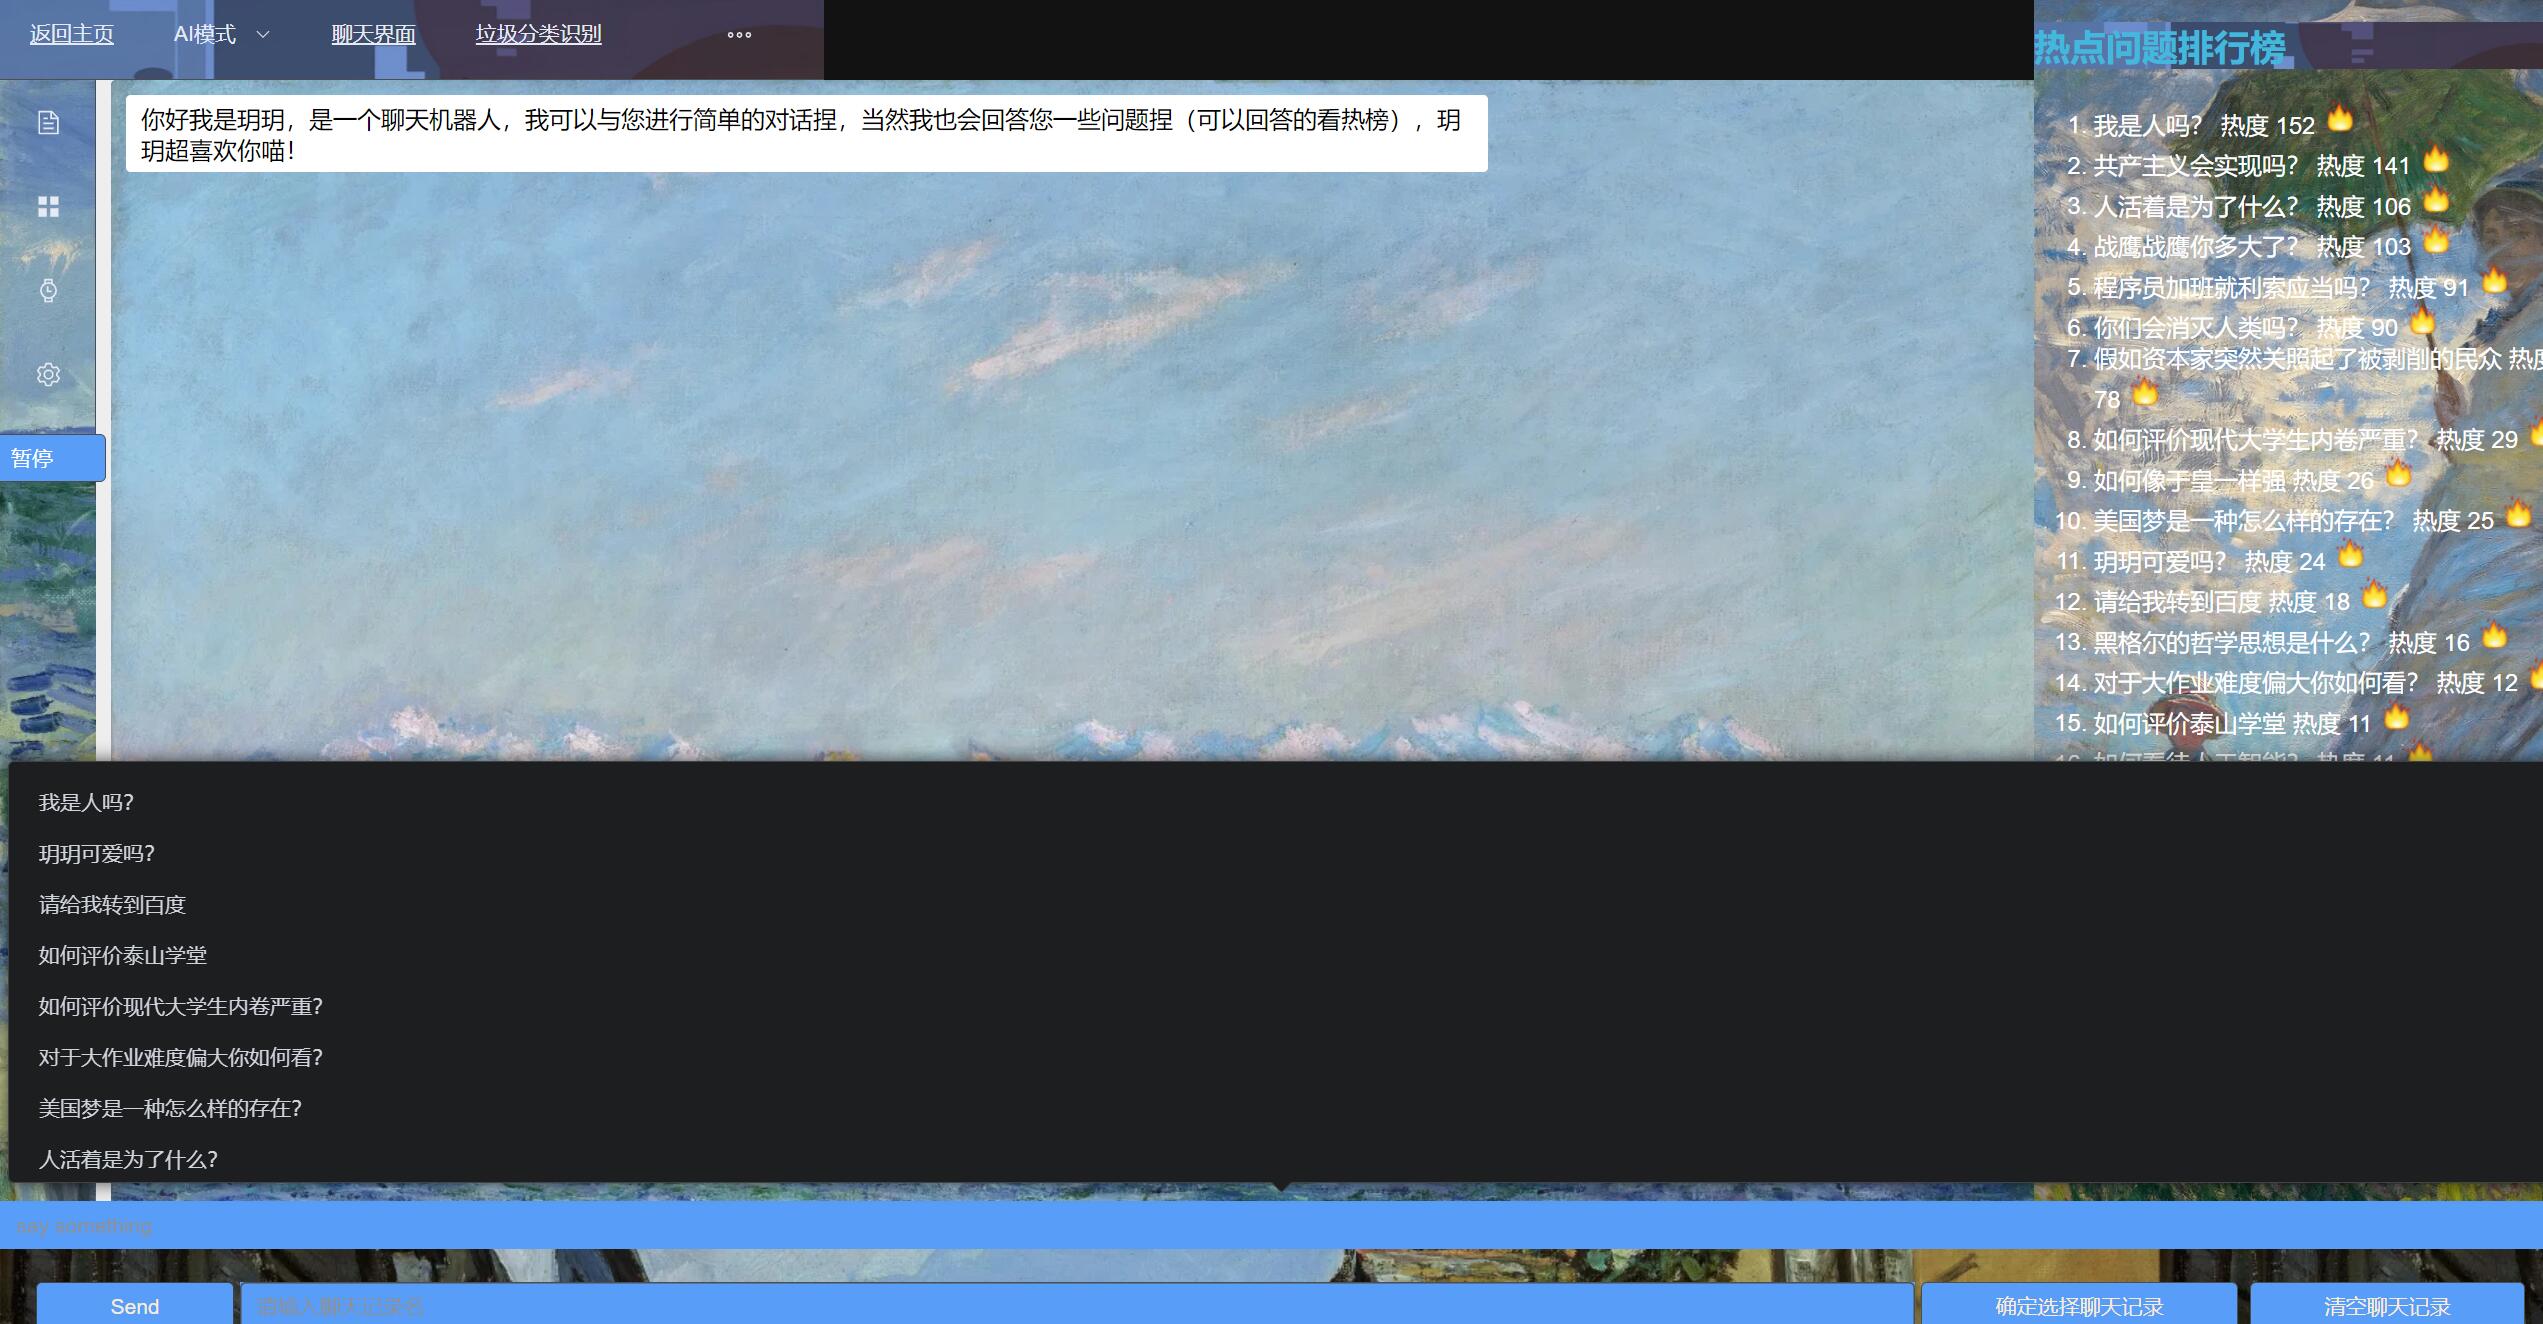 返回主页
AI模式
聊天界面
垃圾分类识别
你好我是玥玥，是一个聊天机器人，我可以与您进行简单的对话捏，当然我也会回答您一些问题捏（可以回答的看热榜），玥
玥超喜欢你喵！
暂停
热点问题排行榜
1. 我是人吗？ 热度 152 🔥
2. 共产主义会实现吗？ 热度 141 🔥
3. 人活着是为了什么？ 热度 106 🔥
4. 战鹰战鹰你多大了？ 热度 103 🔥
5. 程序员加班就利索应当吗？ 热度 91 🔥
6. 你们会消灭人类吗？ 热度 90 🔥
7. 假如资本家突然关照起了被剥削的民众 热度
78 🔥
8. 如何评价现代大学生内卷严重？ 热度 29 🔥
9. 如何像于皇一样强 热度 26 🔥
10. 美国梦是一种怎么样的存在？ 热度 25 🔥
11. 玥玥可爱吗？ 热度 24 🔥
12. 请给我转到百度 热度 18 🔥
13. 黑格尔的哲学思想是什么？ 热度 16 🔥
14. 对于大作业难度偏大你如何看？ 热度 12 🔥
15. 如何评价泰山学堂 热度 11 🔥
16. 如何看待人工智能？ 热度 11 🔥
我是人吗？
玥玥可爱吗？
请给我转到百度
如何评价泰山学堂
如何评价现代大学生内卷严重？
对于大作业难度偏大你如何看？
美国梦是一种怎么样的存在？
人活着是为了什么？
say something
Send
请输入聊天记录名
确定选择聊天记录
清空聊天记录